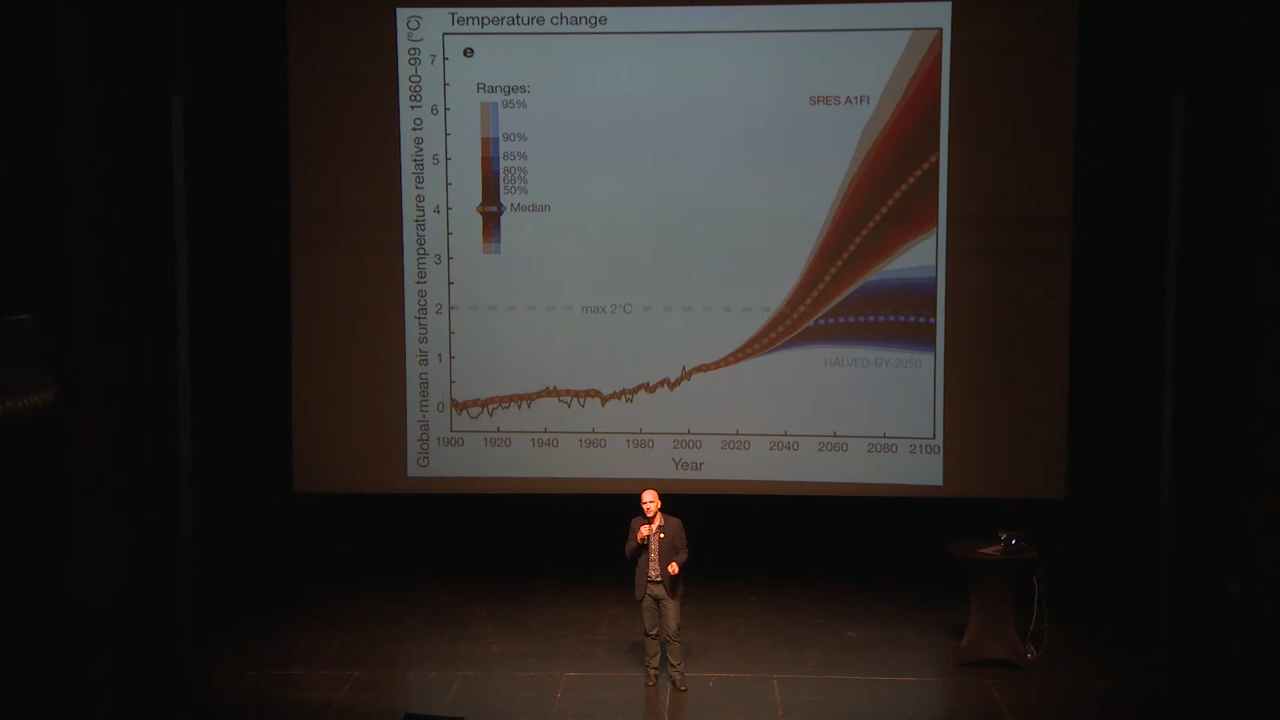 Temperature change
e
Global-mean air surface temperature relative to 1860–99 (°C)
7
6
5
4
3
2
1
0
Ranges:
95%
90%
85%
80%
68%
50%
Median
SRES A1FI
max 2°C
HALVED-BY-2050
1900 1920 1940 1960 1980 2000 2020 2040 2060 2080 2100
Year